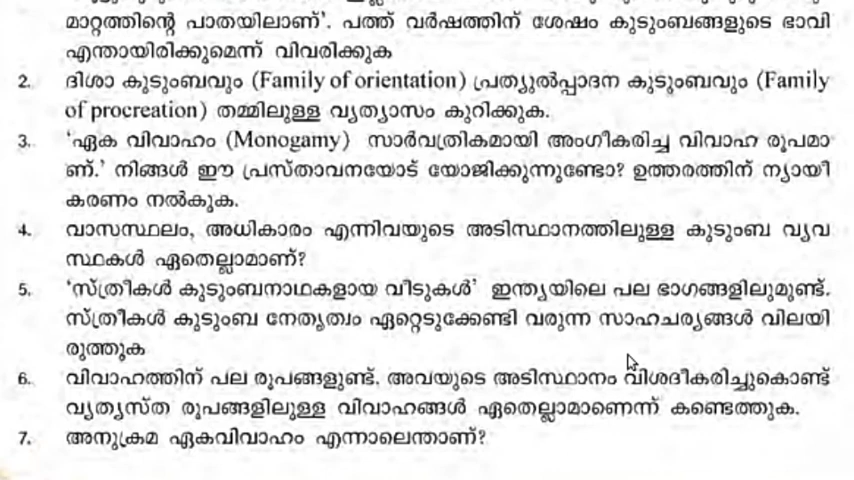 മാറ്റത്തിന്റെ പാതയിലാണ്'. പത്ത് വർഷത്തിന് ശേഷം കുടുംബങ്ങളുടെ ഭാവി
എന്തായിരിക്കുമെന്ന് വിവരിക്കുക
2. ദിശാ കുടുംബവും (Family of orientation) പ്രത്യുൽപ്പാദന കുടുംബവും (Family
of procreation) തമ്മിലുള്ള വ്യത്യാസം കുറിക്കുക.
3. 'ഏക വിവാഹം (Monogamy) സാർവത്രികമായി അംഗീകരിച്ച വിവാഹ രൂപമാ
ണ്.' നിങ്ങൾ ഈ പ്രസ്താവനയോട് യോജിക്കുന്നുണ്ടോ? ഉത്തരത്തിന് ന്യായീ
കരണം നൽകുക.
4. വാസസ്ഥലം, അധികാരം എന്നിവയുടെ അടിസ്ഥാനത്തിലുള്ള കുടുംബ വ്യവ
സ്ഥകൾ ഏതെല്ലാമാണ്?
5. 'സ്ത്രീകൾ കുടുംബനാഥകളായ വീടുകൾ' ഇന്ത്യയിലെ പല ഭാഗങ്ങളിലുമുണ്ട്.
സ്ത്രീകൾ കുടുംബ നേതൃത്വം ഏറ്റെടുക്കേണ്ടി വരുന്ന സാഹചര്യങ്ങൾ വിലയി
രുത്തുക
6. വിവാഹത്തിന് പല രൂപങ്ങളുണ്ട്. അവയുടെ അടിസ്ഥാനം വിശദീകരിച്ചുകൊണ്ട്
വ്യത്യസ്ത രൂപങ്ങളിലുള്ള വിവാഹങ്ങൾ ഏതെല്ലാമാണെന്ന് കണ്ടെത്തുക.
7. അനുക്രമ ഏകവിവാഹം എന്നാലെന്താണ്?